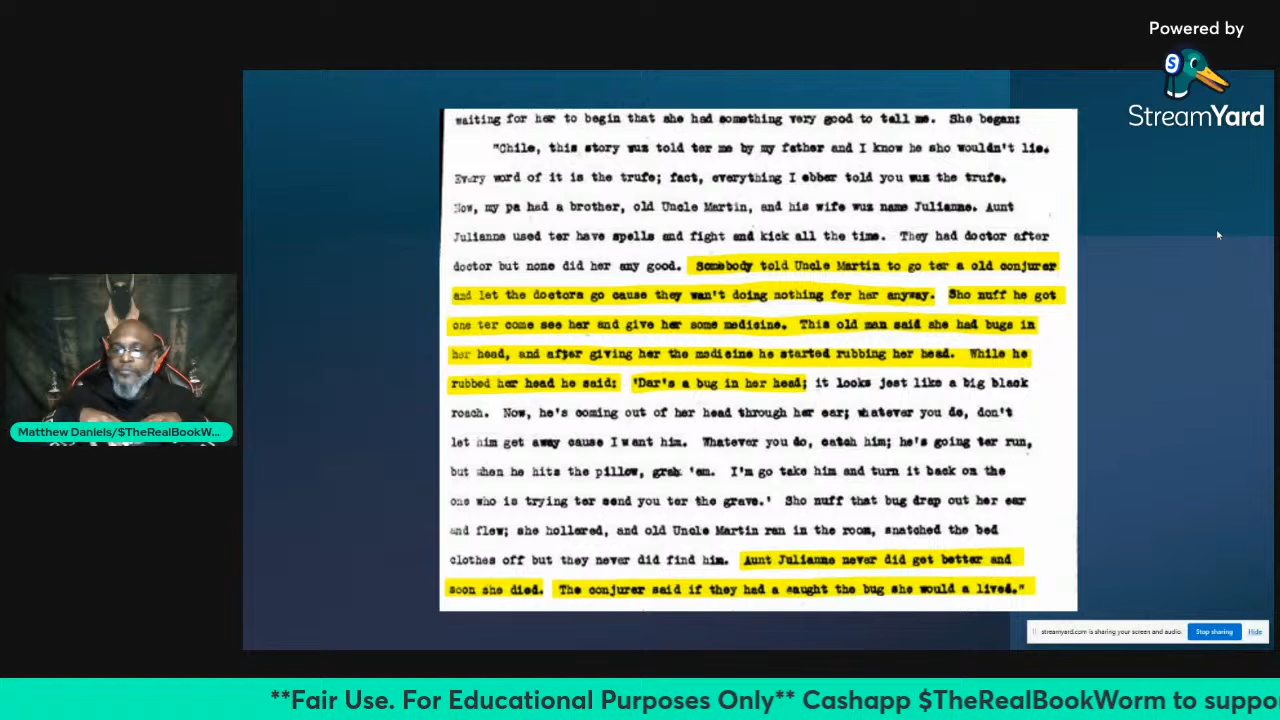 Powered by
StreamYard
waiting for her to begin that she had something very good to tell me. She began:
"Chile, this story wus told ter me by my father and I know he sho wouldn't lie.
Every word of it is the trufe; fact, everything I ebber told you wus the trufe.
Now, my pa had a brother, old Uncle Martin, and his wife wuz name Julianne. Aunt
Julianne used ter have spells and fight and kick all the time. They had doctor after
doctor but none did her any good. Somebody told Uncle Martin to go ter a old conjurer
and let the doctors go cause they wan't doing nothing fer her anyway. Sho nuff he got
one ter come see her and give her some medicine. This old man said she had bugs in
her head, and after giving her the medicine he started rubbing her head. While he
rubbed her head he said: 'Dar's a bug in her head; it looks jest like a big black
roach. Now, he's coming out of her head through her ear; whatever you do, don't
let him get away cause I want him. Whatever you do, catch him; he's going ter run,
but when he hits the pillow, grab 'em. I'm go take him and turn it back on the
one who is trying ter send you ter the grave.' Sho nuff that bug drap out her ear
and flew; she hollered, and old Uncle Martin ran in the room, snatched the bed
clothes off but they never did find him. Aunt Julianne never did get better and
soon she died. The conjurer said if they had a caught the bug she would a lived."
Matthew Daniels/$TheRealBookW...
streamyard.com is sharing your screen and audio. Stop sharing Hide
**Fair Use. For Educational Purposes Only** Cashapp $TheRealBookWorm to suppo